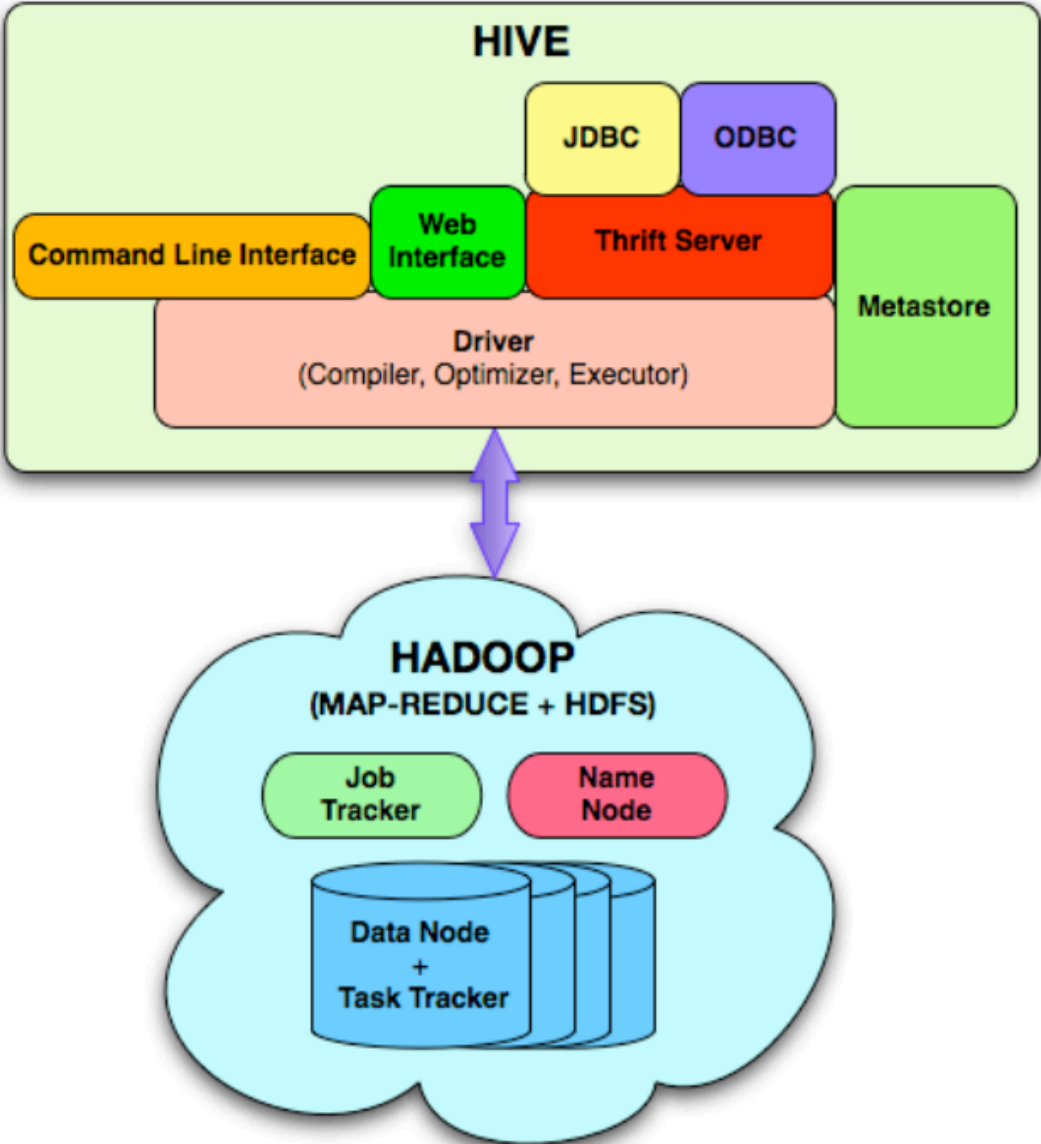 HIVE
JDBC
ODBC
Command Line Interface
Web
Interface
Thrift Server
Metastore
Driver
(Compiler, Optimizer, Executor)
HADOOP
(MAP-REDUCE + HDFS)
Job
Tracker
Name
Node
Data Node
+
Task Tracker